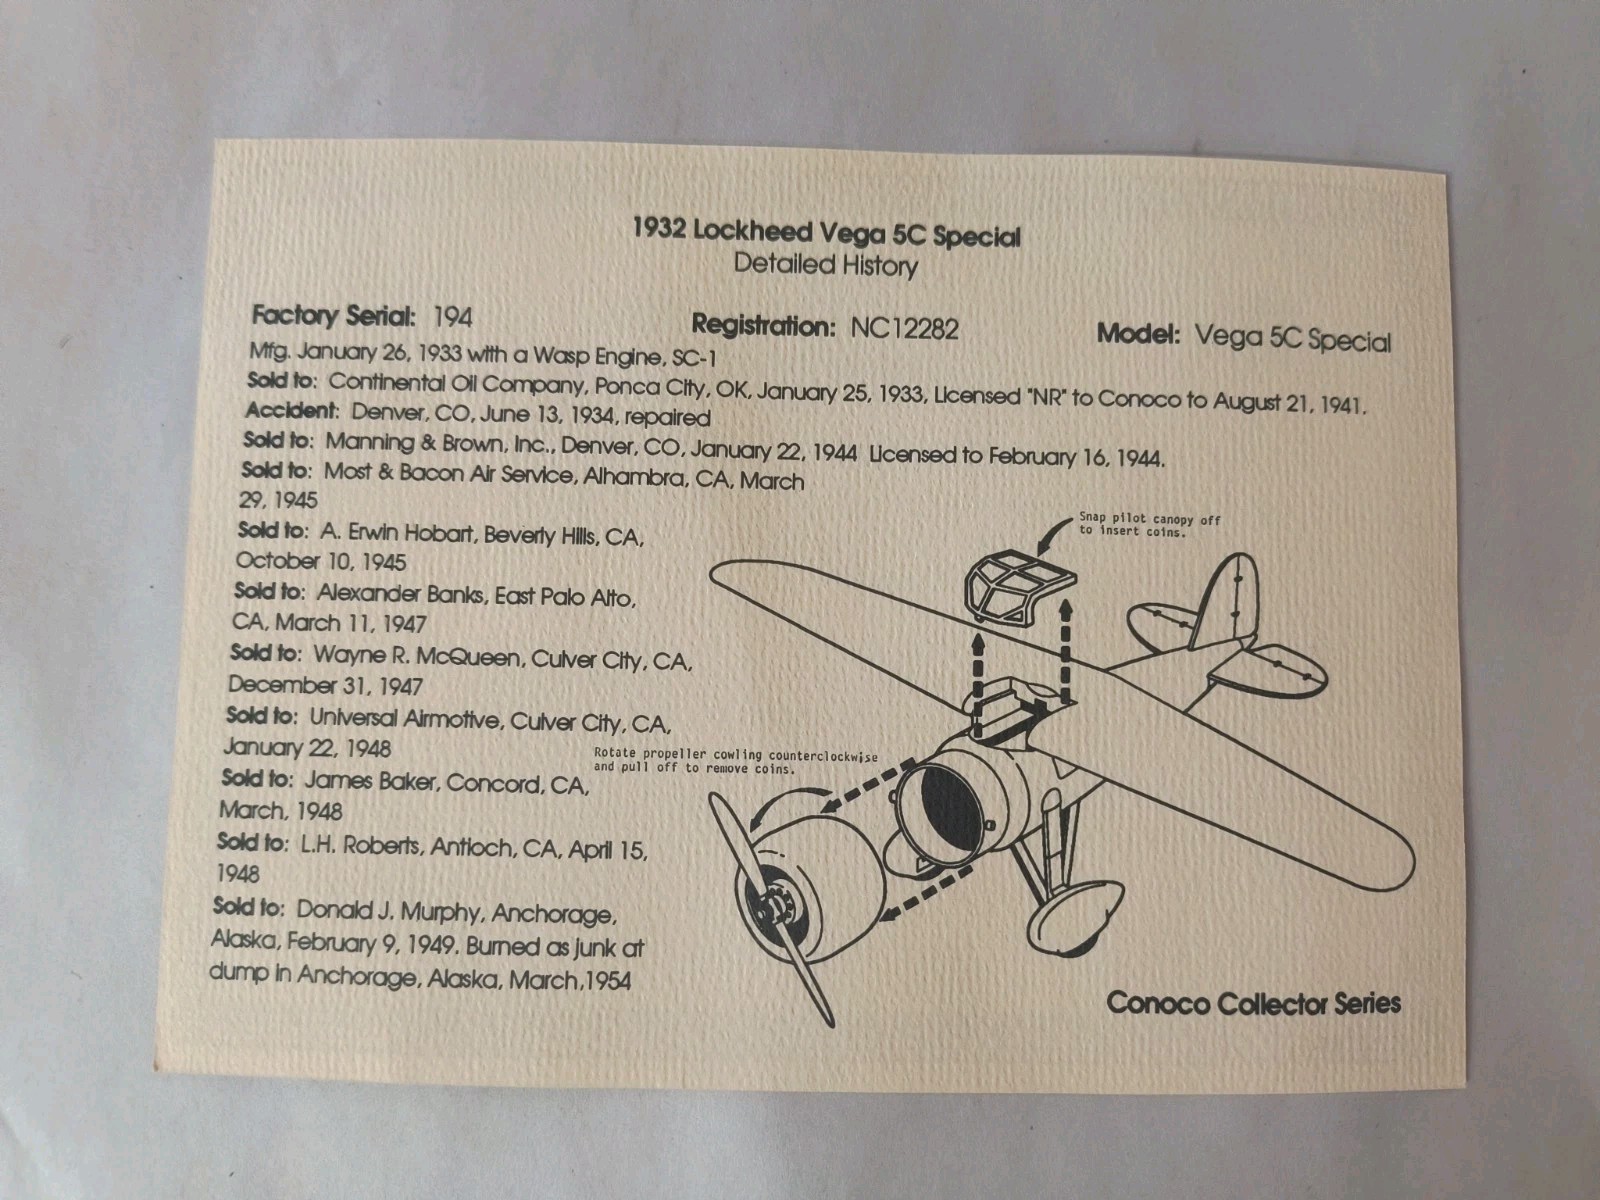 1932 Lockheed Vega 5C Special
Detailed History
Factory Serial: 194 Registration: NC12282 Model: Vega 5C Special
Mfg. January 26, 1933 with a Wasp Engine, SC-1
Sold to: Continental Oil Company, Ponca City, OK, January 25, 1933, Licensed "NR" to Conoco to August 21, 1941.
Accident: Denver, CO, June 13, 1934, repaired
Sold to: Manning & Brown, Inc., Denver, CO, January 22, 1944 Licensed to February 16, 1944.
Sold to: Most & Bacon Air Service, Alhambra, CA, March
29, 1945
Sold to: A. Erwin Hobart, Beverly Hills, CA,
October 10, 1945
Sold to: Alexander Banks, East Palo Alto,
CA, March 11, 1947
Sold to: Wayne R. McQueen, Culver City, CA,
December 31, 1947
Sold to: Universal Airmotive, Culver City, CA,
January 22, 1948
Sold to: James Baker, Concord, CA,
March, 1948
Sold to: L.H. Roberts, Antioch, CA, April 15,
1948
Sold to: Donald J. Murphy, Anchorage,
Alaska, February 9, 1949. Burned as junk at
dump in Anchorage, Alaska, March,1954
Snap pilot canopy off
to insert coins.
Rotate propeller cowling counterclockwise
and pull off to remove coins.
Conoco Collector Series